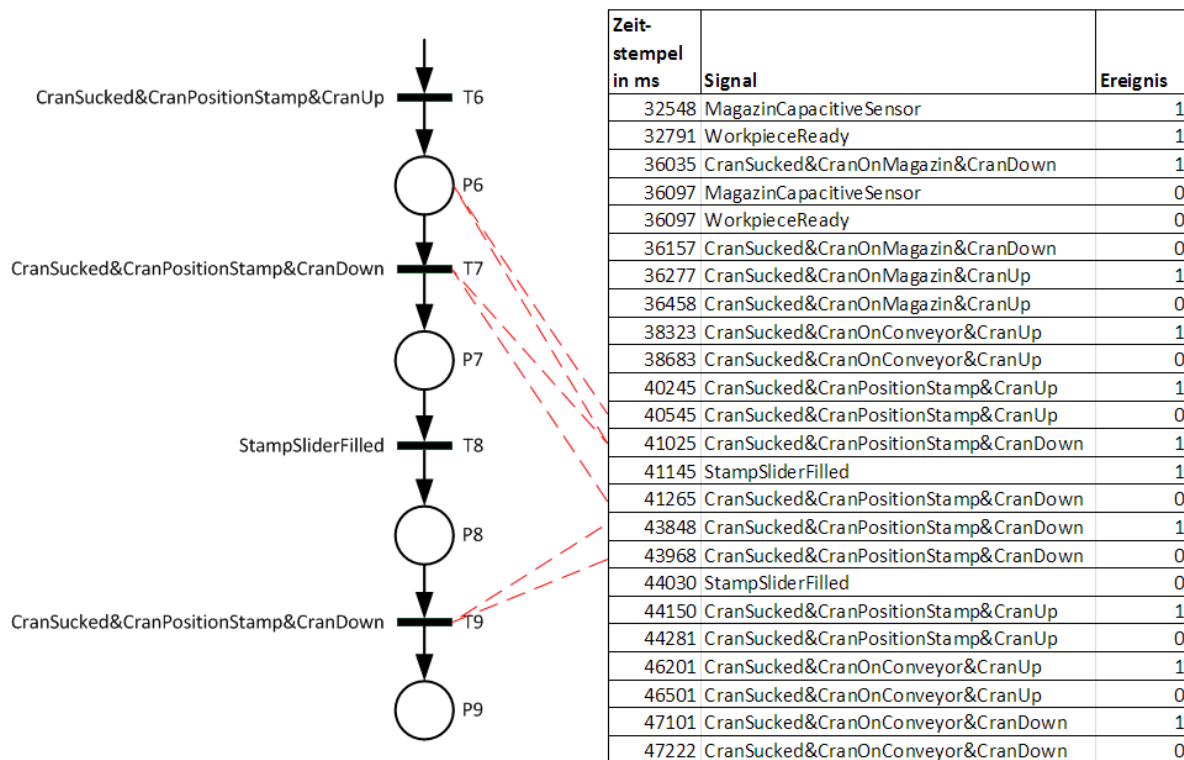 CranSucked&CranPositionStamp&CranUp T6
P6
CranSucked&CranPositionStamp&CranDown T7
P7
StampSliderFilled T8
P8
CranSucked&CranPositionStamp&CranDown T9
P9
Zeit-
stempel
in ms Signal Ereignis
32548 MagazinCapacitiveSensor 1
32791 WorkpieceReady 1
36035 CranSucked&CranOnMagazin&CranDown 1
36097 MagazinCapacitiveSensor 0
36097 WorkpieceReady 0
36157 CranSucked&CranOnMagazin&CranDown 0
36277 CranSucked&CranOnMagazin&CranUp 1
36458 CranSucked&CranOnMagazin&CranUp 0
38323 CranSucked&CranOnConveyor&CranUp 1
38683 CranSucked&CranOnConveyor&CranUp 0
40245 CranSucked&CranPositionStamp&CranUp 1
40545 CranSucked&CranPositionStamp&CranUp 0
41025 CranSucked&CranPositionStamp&CranDown 1
41145 StampSliderFilled 1
41265 CranSucked&CranPositionStamp&CranDown 0
43848 CranSucked&CranPositionStamp&CranDown 1
43968 CranSucked&CranPositionStamp&CranDown 0
44030 StampSliderFilled 0
44150 CranSucked&CranPositionStamp&CranUp 1
44281 CranSucked&CranPositionStamp&CranUp 0
46201 CranSucked&CranOnConveyor&CranUp 1
46501 CranSucked&CranOnConveyor&CranUp 0
47101 CranSucked&CranOnConveyor&CranDown 1
47222 CranSucked&CranOnConveyor&CranDown 0